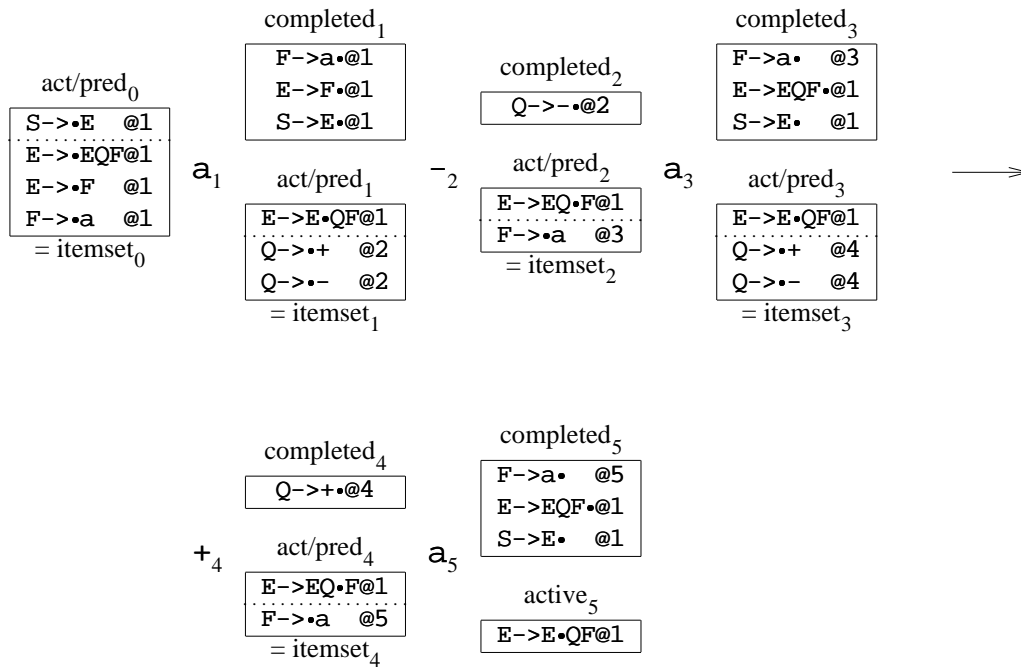 act/pred0
S->•E @1
E->•EQF@1
E->•F @1
F->•a @1
= itemset0
a1
completed1
F->a•@1
E->F•@1
S->E•@1
act/pred1
E->E•QF@1
Q->•+ @2
Q->•- @2
= itemset1
-2
completed2
Q->-•@2
act/pred2
E->EQ•F@1
F->•a @3
= itemset2
a3
completed3
F->a• @3
E->EQF•@1
S->E• @1
act/pred3
E->E•QF@1
Q->•+ @4
Q->•- @4
= itemset3
+4
completed4
Q->+•@4
act/pred4
E->EQ•F@1
F->•a @5
= itemset4
a5
completed5
F->a• @5
E->EQF•@1
S->E• @1
active5
E->E•QF@1